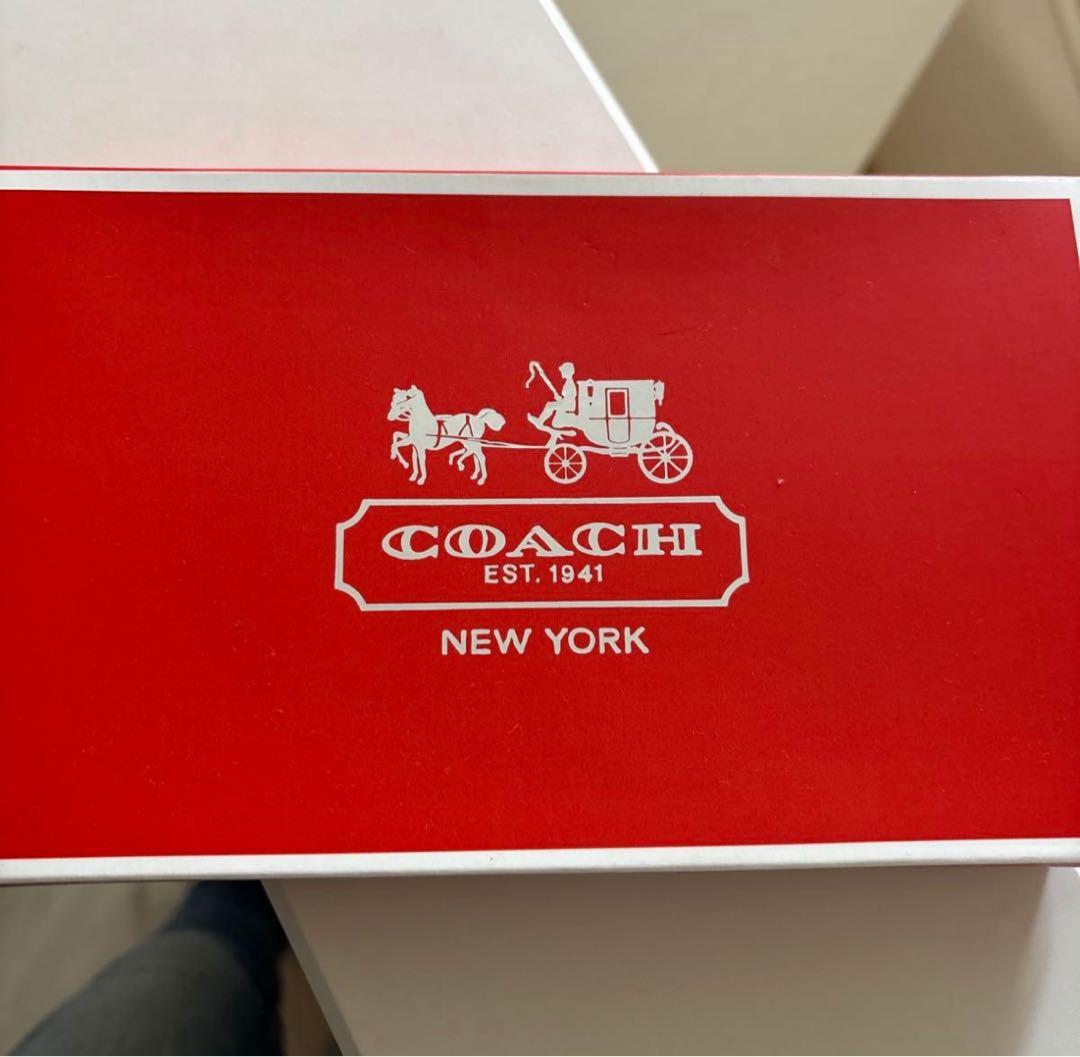 COACH
EST. 1941
NEW YORK